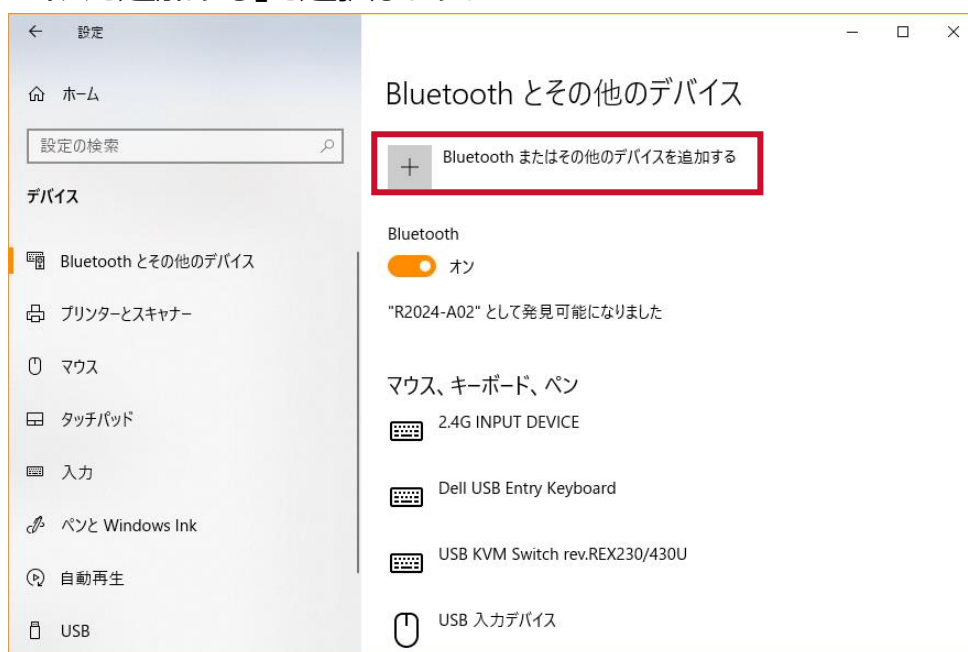 設定
ホーム
設定の検索
デバイス
Bluetooth とその他のデバイス
プリンターとスキャナー
マウス
タッチパッド
入力
ペンと Windows Ink
自動再生
USB
Bluetooth とその他のデバイス
Bluetooth またはその他のデバイスを追加する
Bluetooth
オン
"R2024-A02" として発見可能になりました
マウス、キーボード、ペン
2.4G INPUT DEVICE
Dell USB Entry Keyboard
USB KVM Switch rev.REX230/430U
USB 入力デバイス